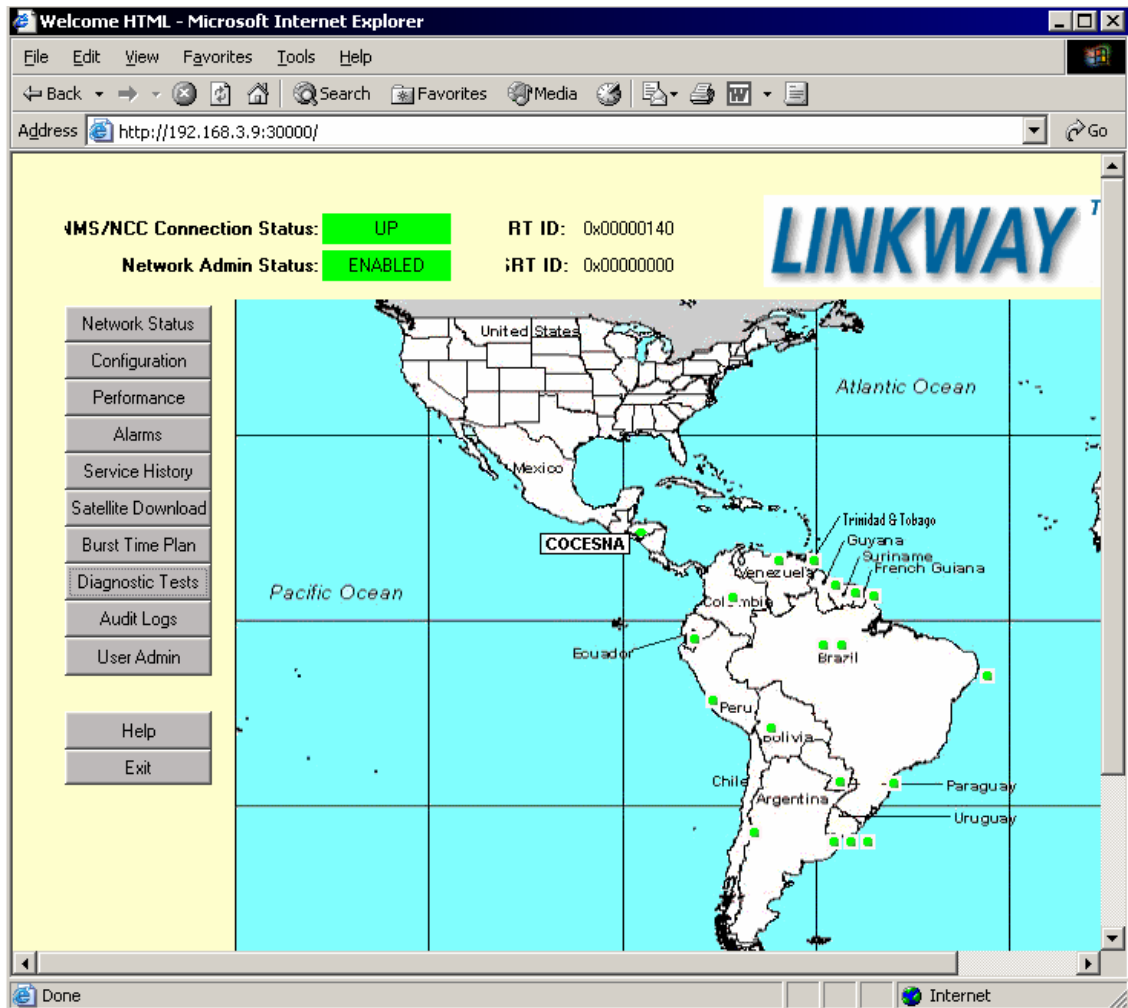 Welcome HTML - Microsoft Internet Explorer
File Edit View Favorites Tools Help
Back Search Favorites Media W
Address http://192.168.3.9:30000/ Go
NMS/NCC Connection Status: UP RT ID: 0x00000140
Network Admin Status: ENABLED SRT ID: 0x00000000
LINKWAY T
Network Status
Configuration
Performance
Alarms
Service History
Satellite Download
Burst Time Plan
Diagnostic Tests
Audit Logs
User Admin
Help
Exit
United States
Atlantic Ocean
Mexico
Trinidad & Tobago
COCESNA
Guyana
Suriname
French Guiana
Venezuela
Pacific Ocean
Colombia
Ecuador
Brazil
Peru
Bolivia
Chile
Paraguay
Argentina
Uruguay
Done Internet